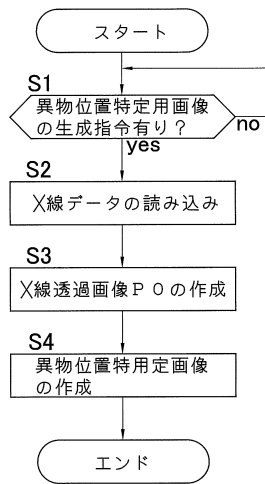 スタート
S1
異物位置特定用画像
の生成指令有り？
no
yes
S2
X線データの読み込み
S3
X線透過画像P0の作成
S4
異物位置特用定画像
の作成
エンド